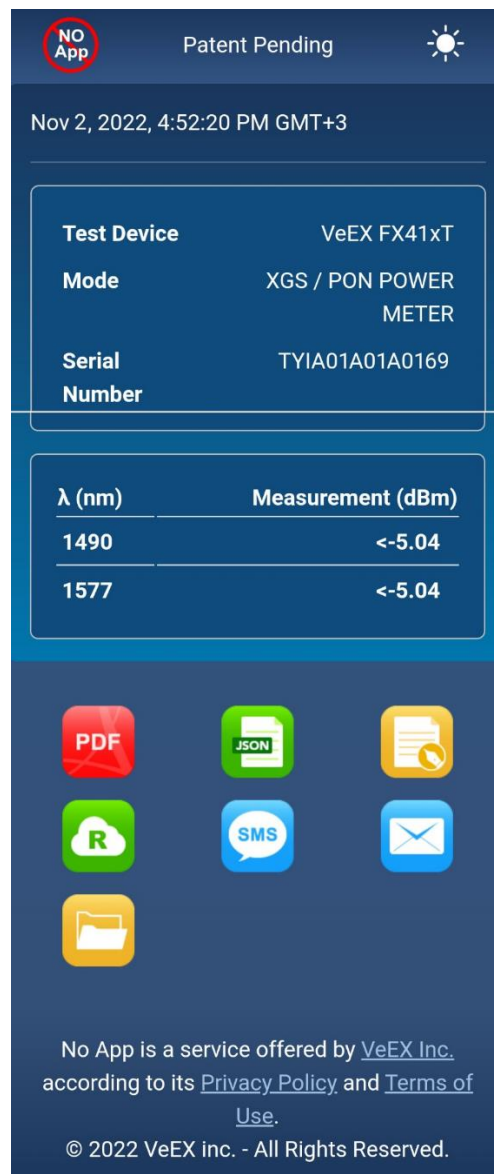 NO
App
Patent Pending
Nov 2, 2022, 4:52:20 PM GMT+3
Test Device VeEX FX41xT
Mode XGS / PON POWER
METER
Serial TYIA01A01A0169
Number
λ (nm) Measurement (dBm)
1490 <-5.04
1577 <-5.04
PDF JSON
R SMS
No App is a service offered by VeEX Inc.
according to its Privacy Policy and Terms of
Use.
© 2022 VeEX inc. - All Rights Reserved.